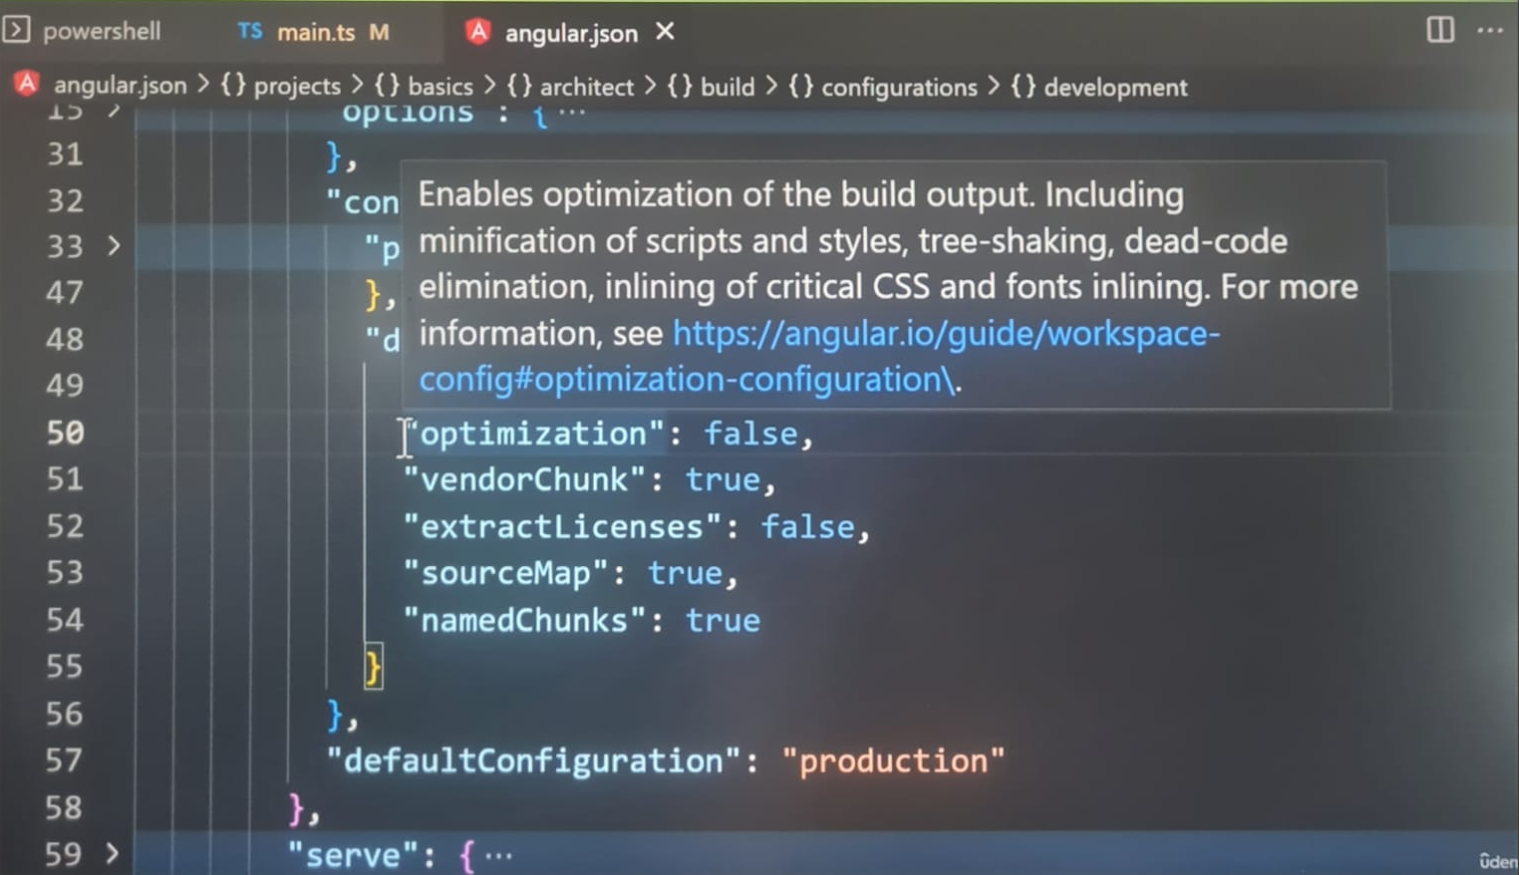 powershell TS main.ts M angular.json
angular.json > {} projects > {} basics > {} architect > {} build > {} configurations > {} development
15 > options : { ...
31 },
32 "con
33 > "p
47 },
48 "d
49
Enables optimization of the build output. Including
minification of scripts and styles, tree-shaking, dead-code
elimination, inlining of critical CSS and fonts inlining. For more
information, see https://angular.io/guide/workspace-
config#optimization-configuration\.
50 "optimization": false,
51 "vendorChunk": true,
52 "extractLicenses": false,
53 "sourceMap": true,
54 "namedChunks": true
55 }
56 },
57 "defaultConfiguration": "production"
58 },
59 > "serve": { ...
ûdem